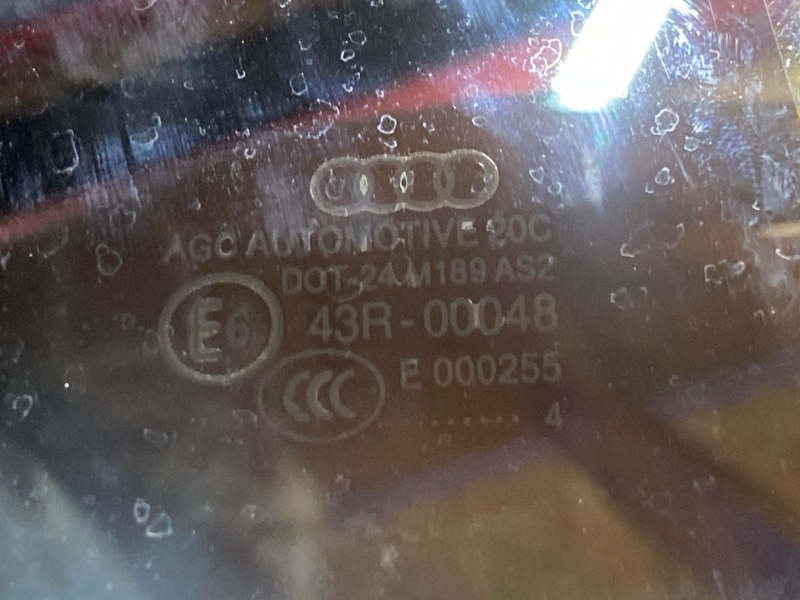 AGC AUTOMOTIVE 20C
DOT-24 M189 AS2
E6 43R-00048
CCC E 000255
...... 4